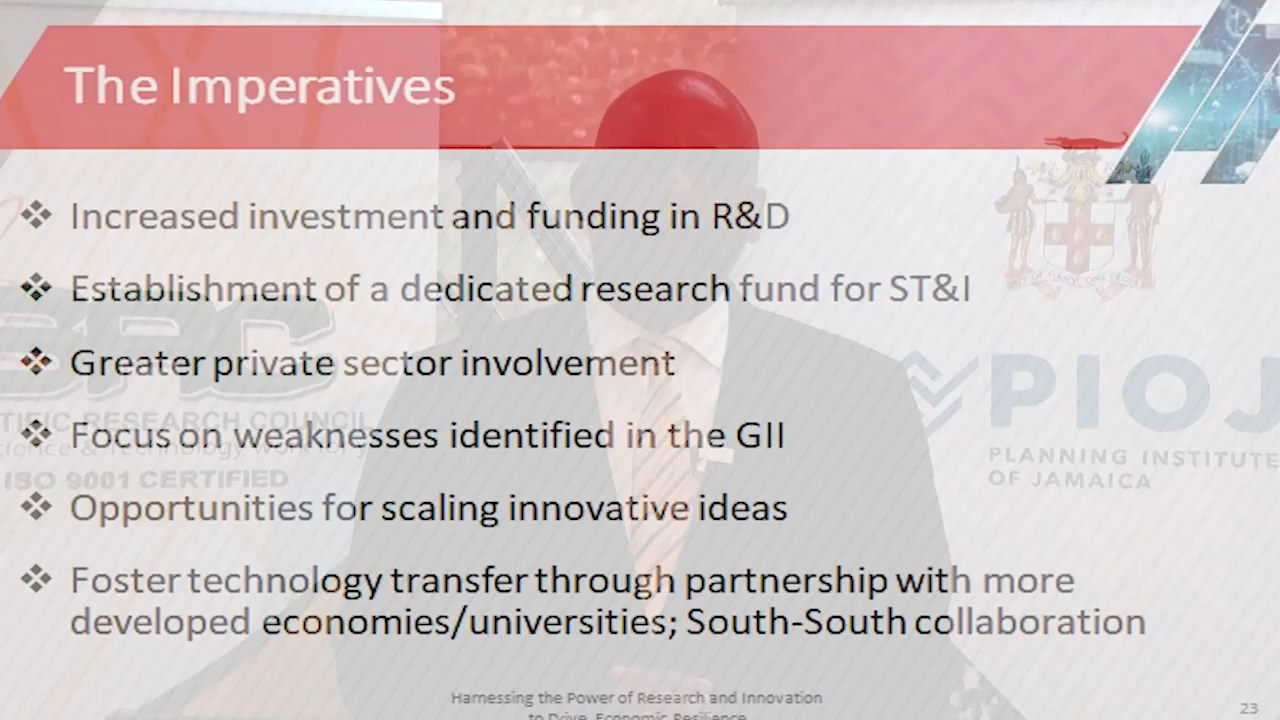 The Imperatives
❖ Increased investment and funding in R&D
❖ Establishment of a dedicated research fund for ST&I
❖ Greater private sector involvement
❖ Focus on weaknesses identified in the GII
❖ Opportunities for scaling innovative ideas
❖ Foster technology transfer through partnership with more
developed economies/universities; South-South collaboration
RESEARCH COUNCIL
ISO 9001 CERTIFIED
PIOJ
PLANNING INSTITUTE
OF JAMAICA
Harnessing the Power of Research and Innovation
to Drive Economic Resilience
23